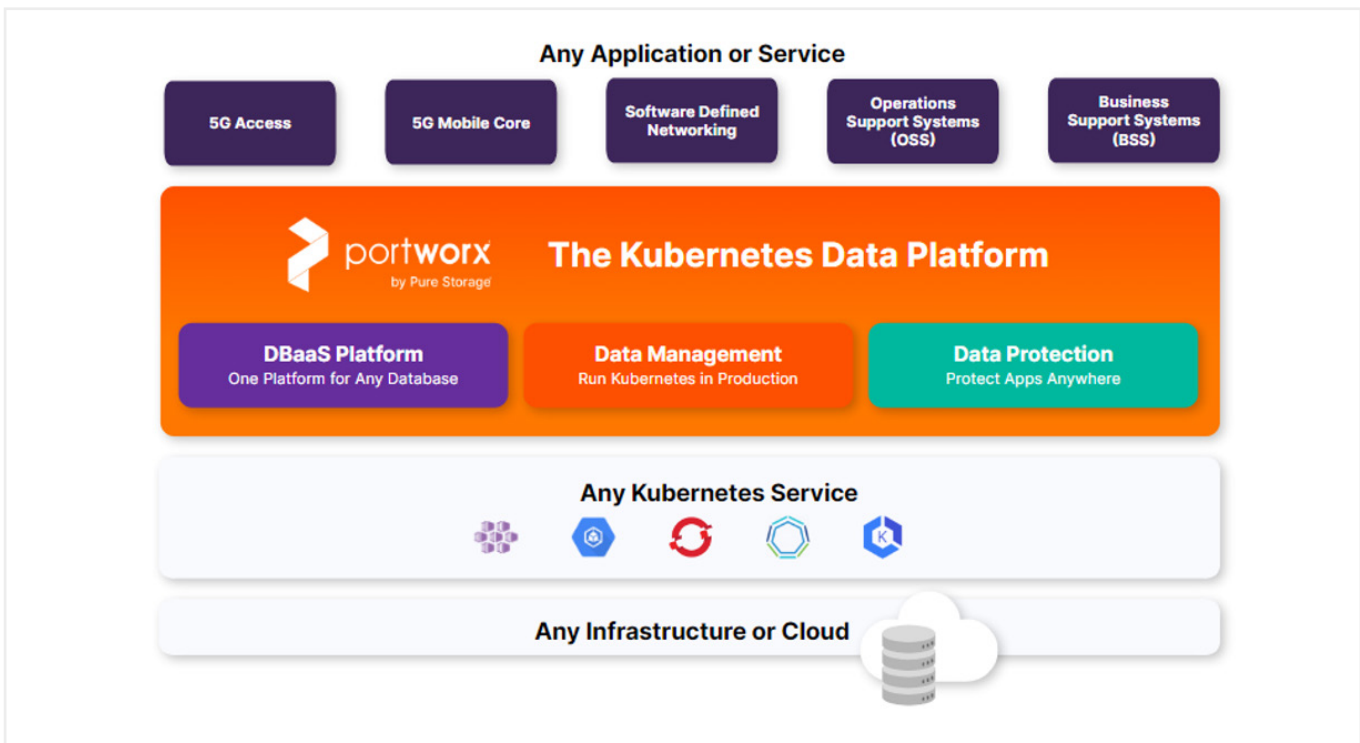 Any Application or Service
5G Access
5G Mobile Core
Software Defined
Networking
Operations
Support Systems
(OSS)
Business
Support Systems
(BSS)
portworx
by Pure Storage
The Kubernetes Data Platform
DBaaS Platform
One Platform for Any Database
Data Management
Run Kubernetes in Production
Data Protection
Protect Apps Anywhere
Any Kubernetes Service
K
Any Infrastructure or Cloud